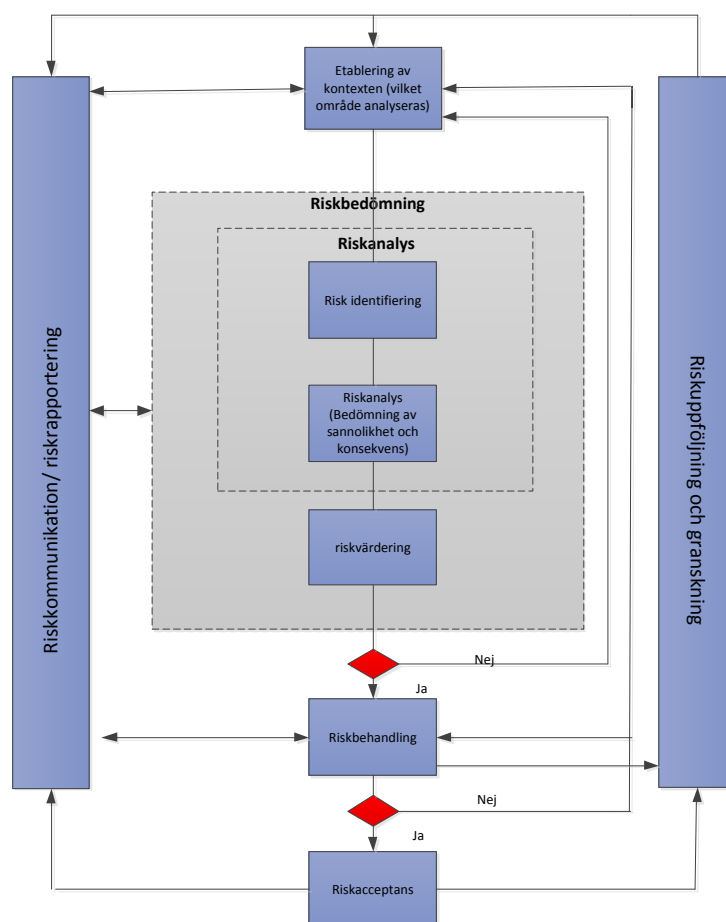 Etablering av
kontexten (vilket
område analyseras)
Riskkommunikation/ riskrapportering
Riskuppföljning och granskning
Riskbedömning
Riskanalys
Risk identifiering
Riskanalys
(Bedömning av
sannolikhet och
konsekvens)
riskvärdering
Nej
Ja
Riskbehandling
Nej
Ja
Riskacceptans